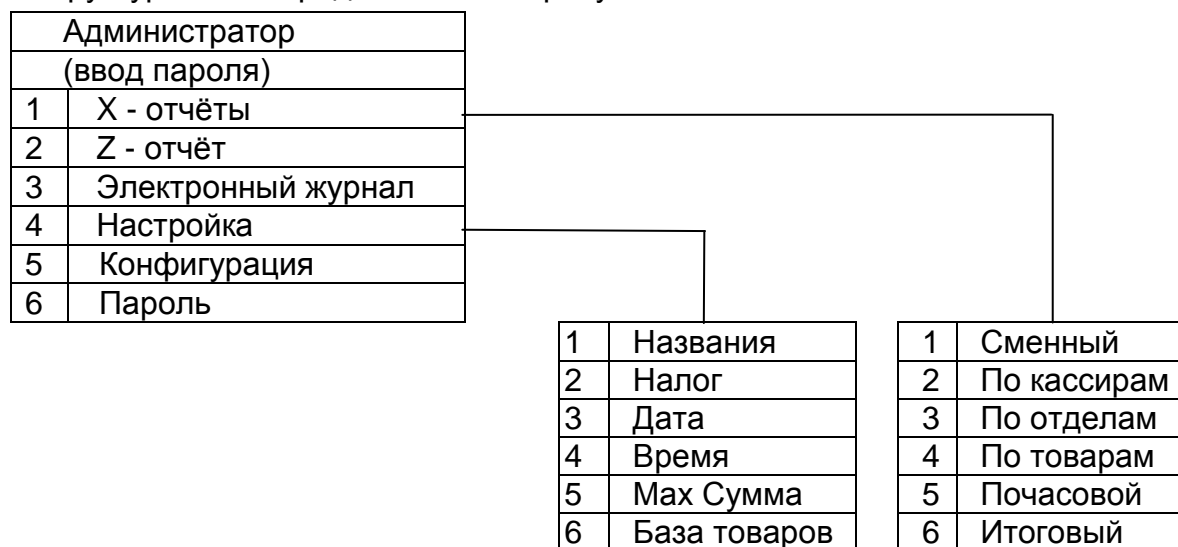 Администратор
(ввод пароля)
1 X - отчёты
2 Z - отчёт
3 Электронный журнал
4 Настройка
5 Конфигурация
6 Пароль
1 Названия
2 Налог
3 Дата
4 Время
5 Max Сумма
6 База товаров
1 Сменный
2 По кассирам
3 По отделам
4 По товарам
5 Почасовой
6 Итоговый